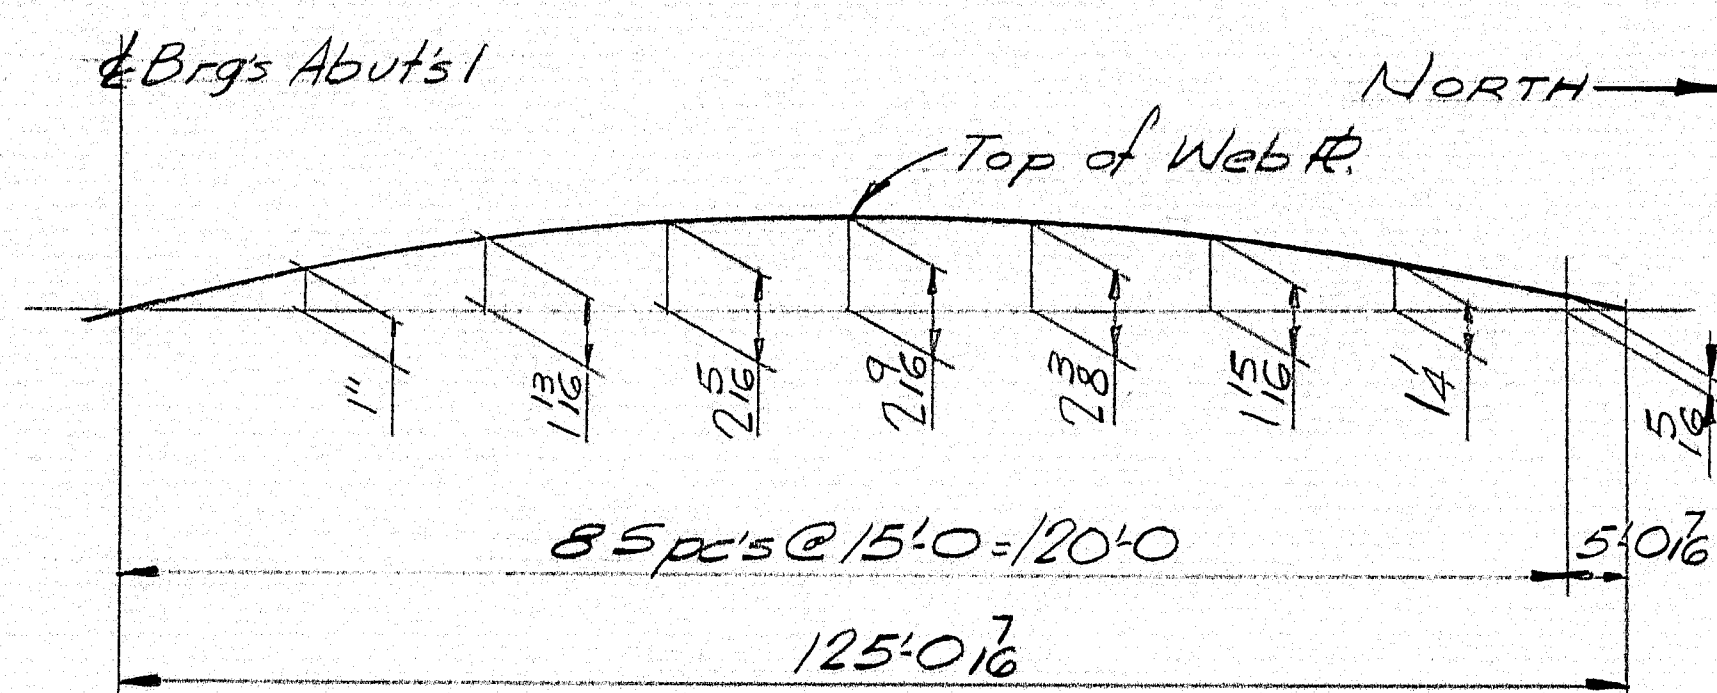 ℄ Brg's Abut's 1
NORTH
Top of Web ℙL.
1"
1 13/16
2 5/16
2 9/16
2 3/8
1 15/16
1 1/4
5/16
8 Spc's @ 15'-0 = 120'-0
5'-0 7/16
125'-0 7/16